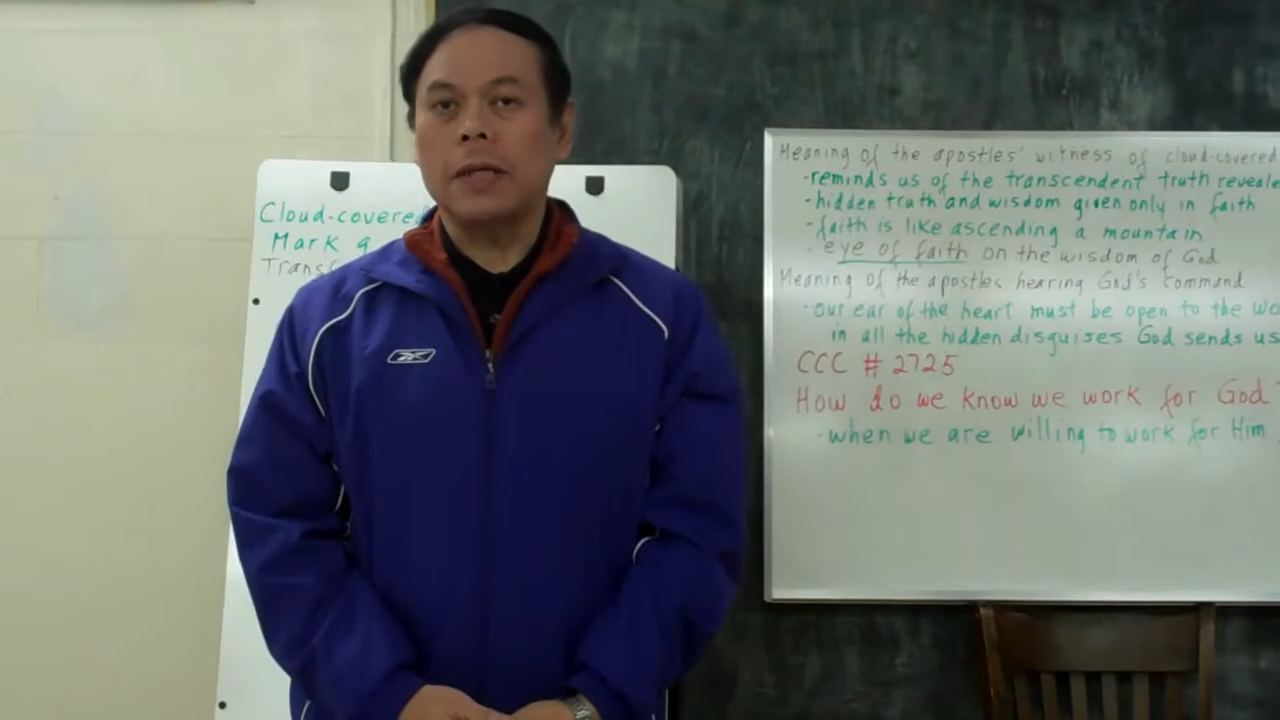 Cloud-covered
Mark 9
Meaning of the apostles' witness of cloud-covered
-reminds us of the transcendent truth
-hidden truth and wisdom given only in faith
-faith is like ascending a mountain
- eye of faith on the wisdom of God
Meaning of the apostles hearing God's command
-our ear of the heart must be open to the
in all the hidden disguises God sends us
CCC # 2725
How do we know we work for God?
-when we are willing to work for Him